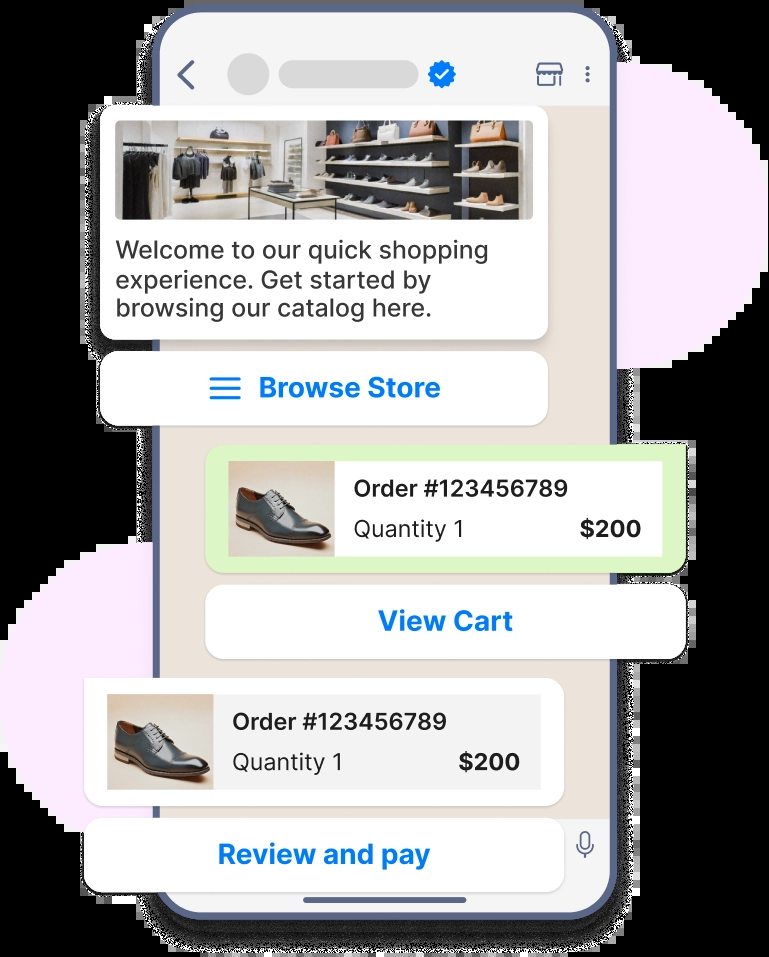 Welcome to our quick shopping
experience. Get started by
browsing our catalog here.
Browse Store
Order #123456789
Quantity 1 $200
View Cart
Order #123456789
Quantity 1 $200
Review and pay